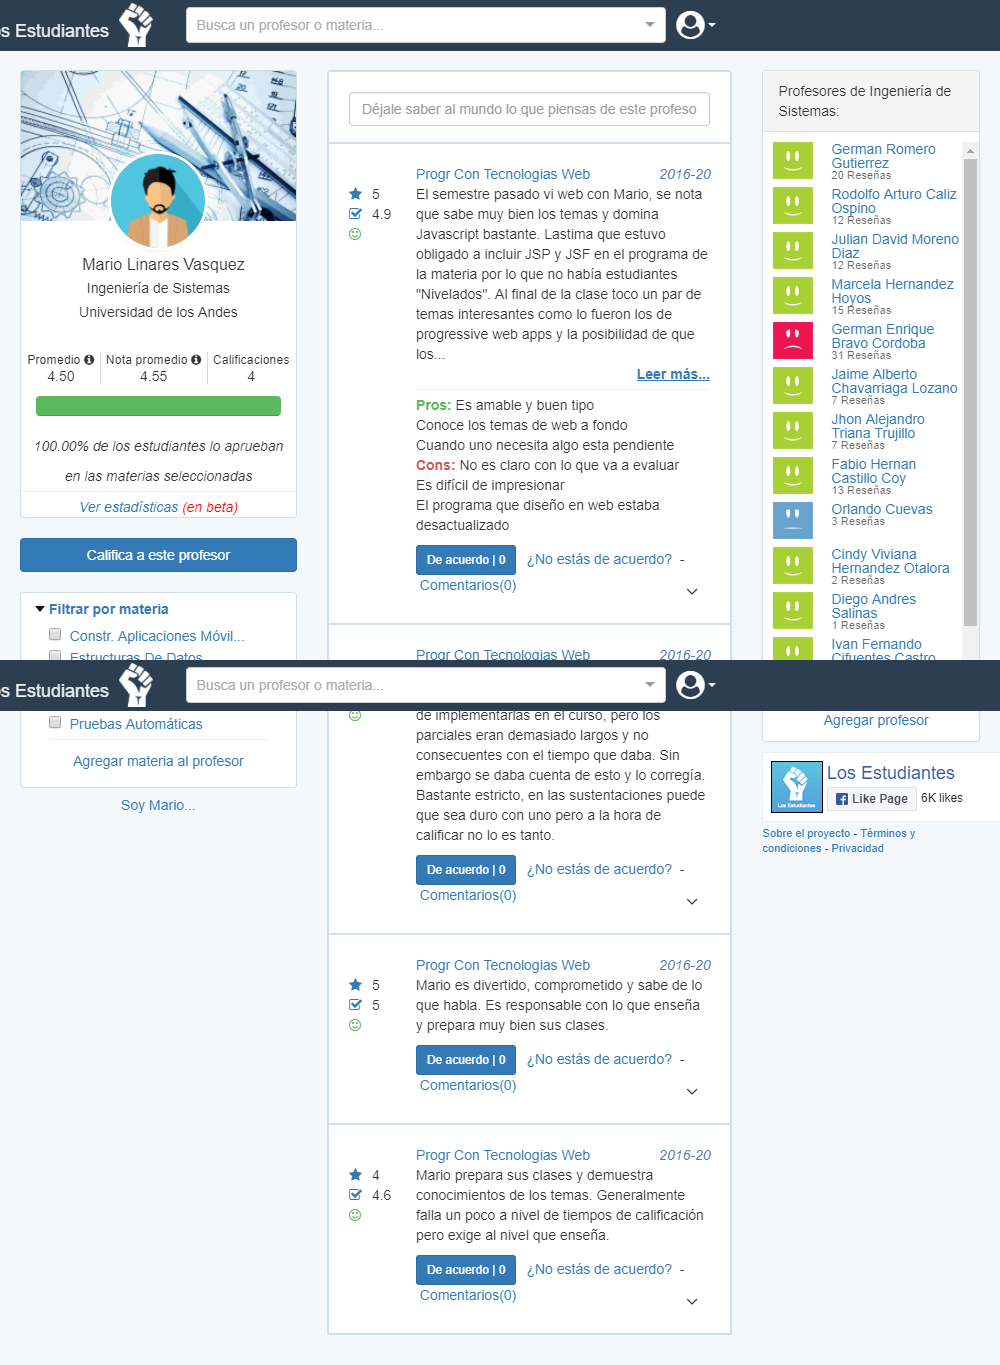 os Estudiantes
Busca un profesor o materia...
Mario Linares Vasquez
Ingeniería de Sistemas
Universidad de los Andes
Promedio Nota promedio Calificaciones
4.50 4.55 4
100.00% de los estudiantes lo aprueban
en las materias seleccionadas
Ver estadísticas (en beta)
Califica a este profesor
Filtrar por materia
Constr. Aplicaciones Móvil...
Estructuras De Datos
Déjale saber al mundo lo que piensas de este profeso
Progr Con Tecnologias Web 2016-20
5
4.9
El semestre pasado vi web con Mario, se nota
que sabe muy bien los temas y domina
Javascript bastante. Lastima que estuvo
obligado a incluir JSP y JSF en el programa de
la materia por lo que no había estudiantes
"Nivelados". Al final de la clase toco un par de
temas interesantes como lo fueron los de
progressive web apps y la posibilidad de que
los...
Leer más...
Pros: Es amable y buen tipo
Conoce los temas de web a fondo
Cuando uno necesita algo esta pendiente
Cons: No es claro con lo que va a evaluar
Es difícil de impresionar
El programa que diseño en web estaba
desactualizado
De acuerdo | 0 ¿No estás de acuerdo? -
Comentarios(0)
Progr Con Tecnologias Web 2016-20
Profesores de Ingeniería de
Sistemas:
German Romero
Gutierrez
20 Reseñas
Rodolfo Arturo Caliz
Ospino
12 Reseñas
Julian David Moreno
Diaz
12 Reseñas
Marcela Hernandez
Hoyos
15 Reseñas
German Enrique
Bravo Cordoba
31 Reseñas
Jaime Alberto
Chavarriaga Lozano
7 Reseñas
Jhon Alejandro
Triana Trujillo
7 Reseñas
Fabio Hernan
Castillo Coy
13 Reseñas
Orlando Cuevas
3 Reseñas
Cindy Viviana
Hernandez Otalora
2 Reseñas
Diego Andres
Salinas
1 Reseñas
Ivan Fernando
Cifuentes Castro
os Estudiantes
Busca un profesor o materia...
Pruebas Automáticas
Agregar materia al profesor
Soy Mario...
de implementarlas en el curso, pero los
parciales eran demasiado largos y no
consecuentes con el tiempo que daba. Sin
embargo se daba cuenta de esto y lo corregía.
Bastante estricto, en las sustentaciones puede
que sea duro con uno pero a la hora de
calificar no lo es tanto.
De acuerdo | 0 ¿No estás de acuerdo? -
Comentarios(0)
Progr Con Tecnologias Web 2016-20
5
5
Mario es divertido, comprometido y sabe de lo
que habla. Es responsable con lo que enseña
y prepara muy bien sus clases.
De acuerdo | 0 ¿No estás de acuerdo? -
Comentarios(0)
Progr Con Tecnologias Web 2016-20
4
4.6
Mario prepara sus clases y demuestra
conocimientos de los temas. Generalmente
falla un poco a nivel de tiempos de calificación
pero exige al nivel que enseña.
De acuerdo | 0 ¿No estás de acuerdo? -
Comentarios(0)
Agregar profesor
Los Estudiantes
Los Estudiantes
Like Page 6K likes
Sobre el proyecto - Términos y
condiciones - Privacidad